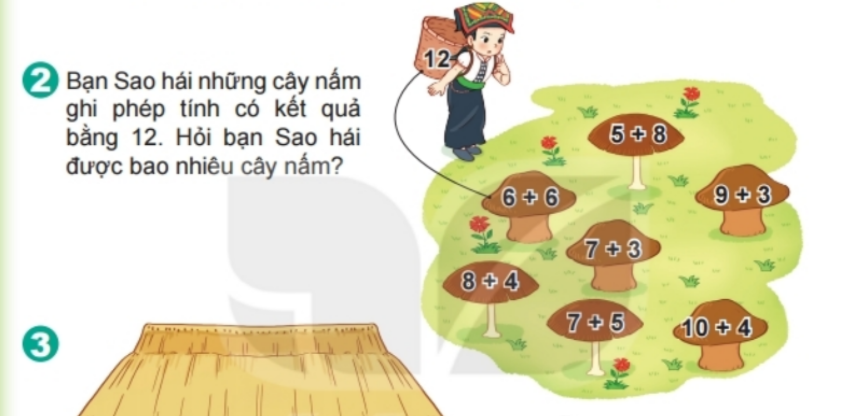 2 Bạn Sao hái những cây nấm
ghi phép tính có kết quả
bằng 12. Hỏi bạn Sao hái
được bao nhiêu cây nấm?
12
5 + 8
6 + 6
9 + 3
7 + 3
8 + 4
7 + 5
10 + 4
3